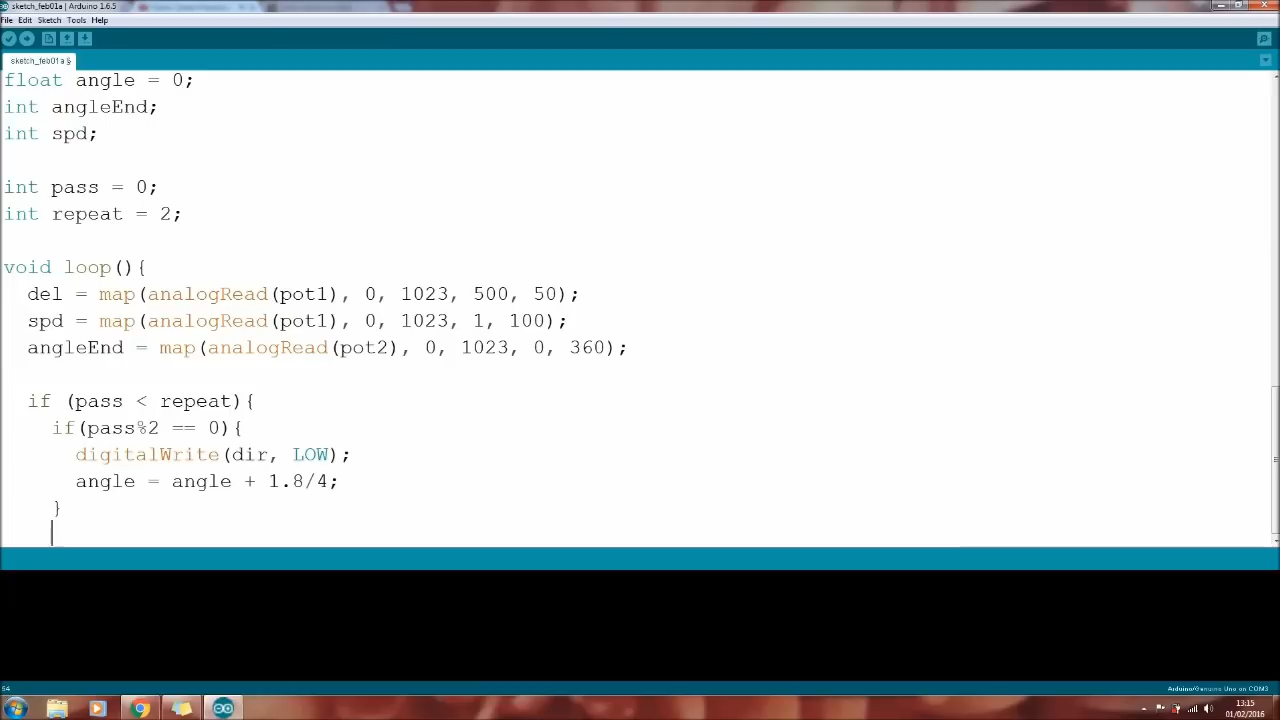 sketch_feb01a | Arduino 1.6.5
File Edit Sketch Tools Help
sketch_feb01a §
float angle = 0;
int angleEnd;
int spd;
int pass = 0;
int repeat = 2;
void loop(){
del = map(analogRead(pot1), 0, 1023, 500, 50);
spd = map(analogRead(pot1), 0, 1023, 1, 100);
angleEnd = map(analogRead(pot2), 0, 1023, 0, 360);
if (pass < repeat){
if(pass%2 == 0){
digitalWrite(dir, LOW);
angle = angle + 1.8/4;
}
54
Arduino/Genuino Uno on COM3
13:15
01/02/2016